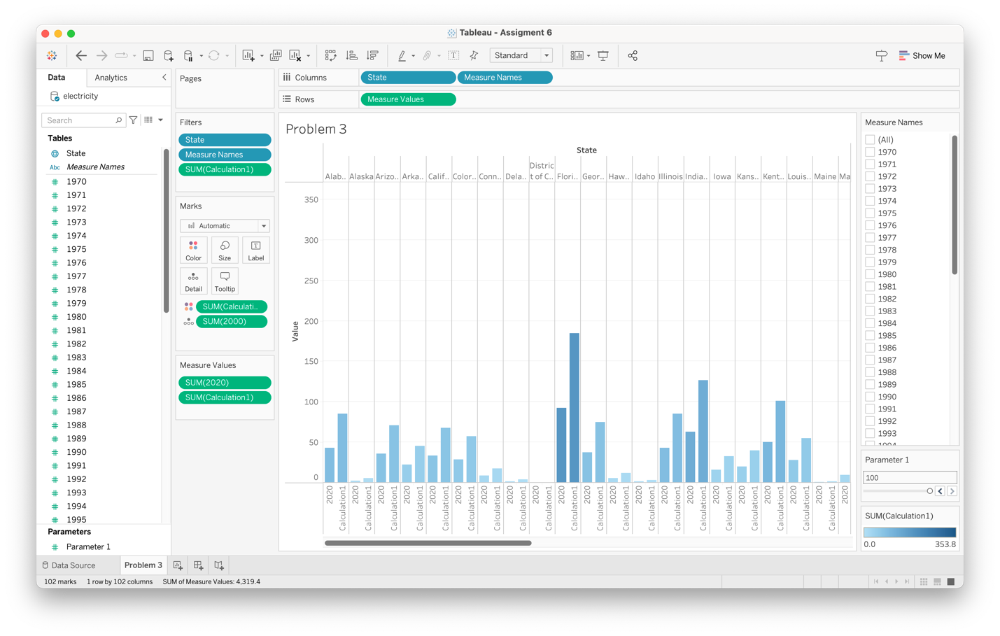 Tableau - Assigment 6
Standard
Show Me
Data
Analytics
electricity
Search
Tables
State
Abc Measure Names
1970
1971
1972
1973
1974
1975
1976
1977
1978
1979
1980
1981
1982
1983
1984
1985
1986
1987
1988
1989
1990
1991
1992
1993
1994
1995
Parameters
Parameter 1
Pages
Filters
State
Measure Names
SUM(Calculation1)
Marks
Automatic
Color
Size
Label
Detail
Tooltip
SUM(Calculati..
SUM(2000)
Measure Values
SUM(2020)
SUM(Calculation1)
Columns
State
Measure Names
Rows
Measure Values
Problem 3
State
Alab..
Alaska
Arizo..
Arka..
Calif..
Color..
Conn..
Dela..
Distric
t of C..
Flori..
Geor..
Haw..
Idaho
Illinois
India..
Iowa
Kans..
Kent..
Louis..
Maine
Ma
Value
350
300
250
200
150
100
50
0
2020
Calculation1
2020
Calculation1
2020
Calculation1
2020
Calculation1
2020
Calculation1
2020
Calculation1
2020
Calculation1
2020
Calculation1
2020
Calculation1
2020
Calculation1
2020
Calculation1
2020
Calculation1
2020
Calculation1
2020
Calculation1
2020
Calculation1
2020
Calculation1
2020
Calculation1
2020
Calculation1
2020
Calculation1
2020
Calculation1
2020
Measure Names
(All)
1970
1971
1972
1973
1974
1975
1976
1977
1978
1979
1980
1981
1982
1983
1984
1985
1986
1987
1988
1989
1990
1991
1992
1993
1994
Parameter 1
100
SUM(Calculation1)
0.0
353.8
Data Source
Problem 3
102 marks
1 row by 102 columns
SUM of Measure Values: 4,319.4